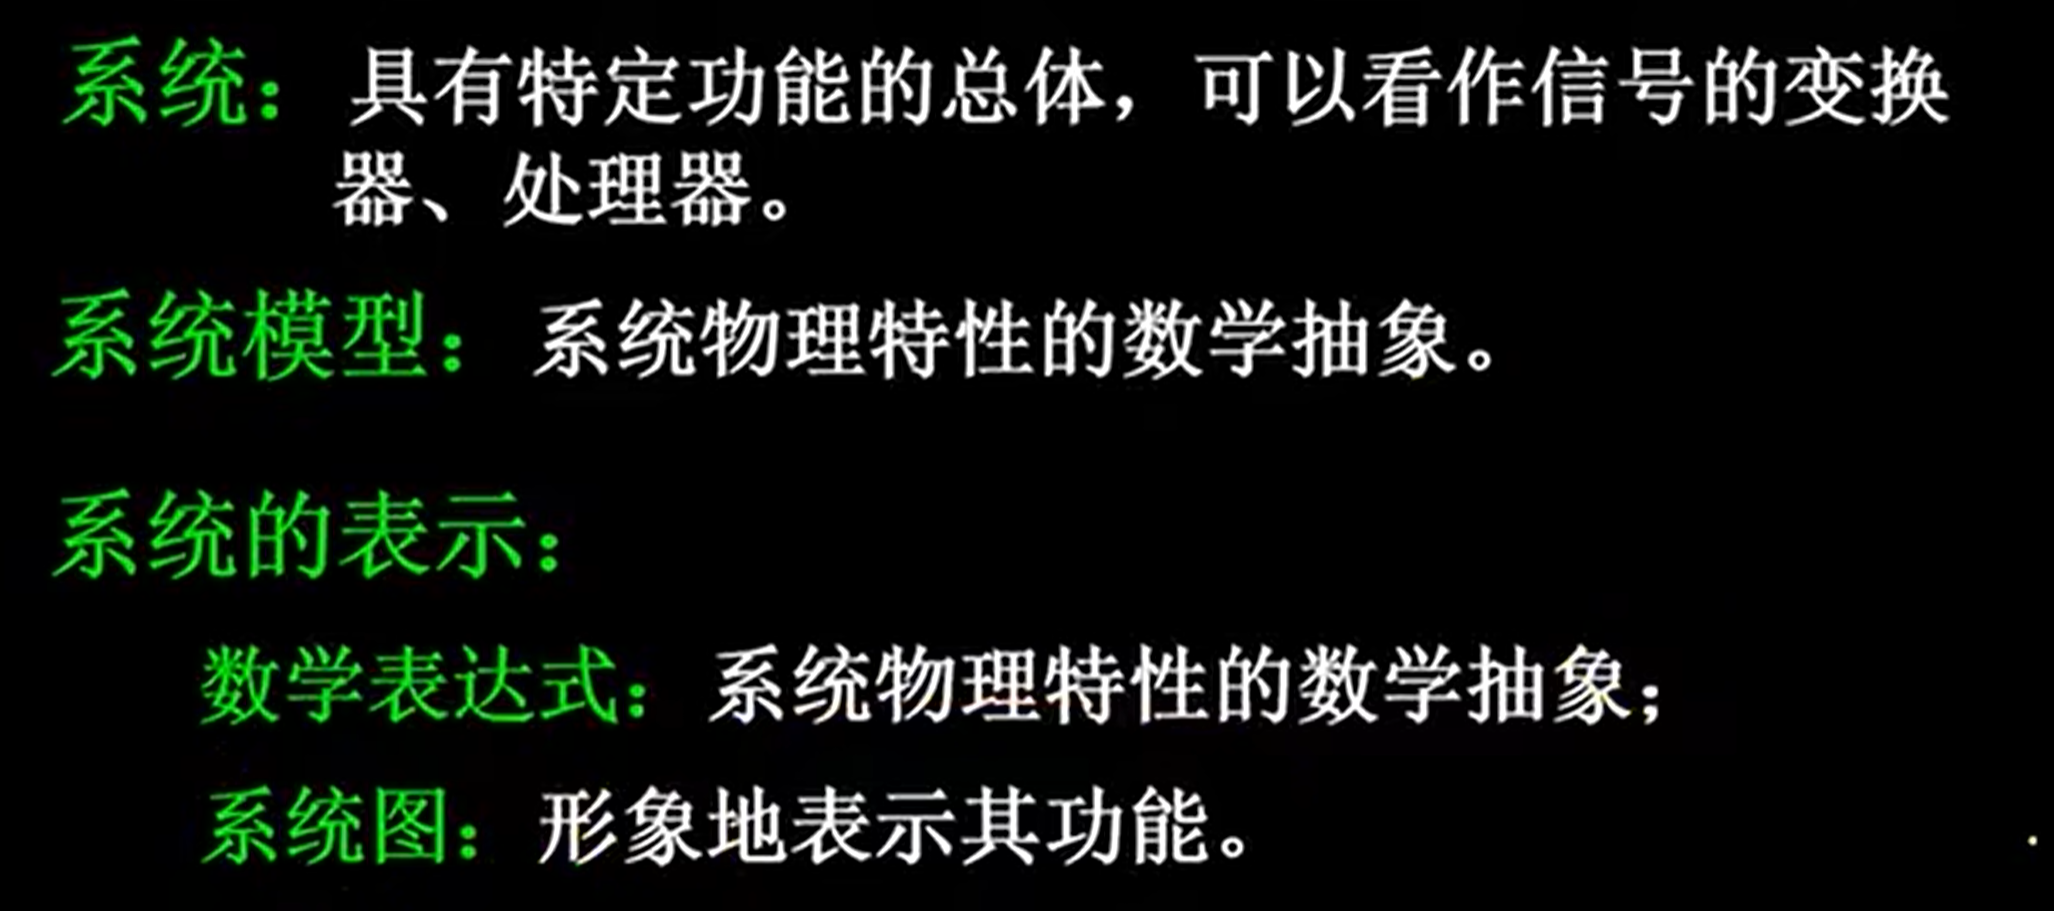 系统：具有特定功能的总体，可以看作信号的变换
器、处理器。
系统模型：系统物理特性的数学抽象。
系统的表示：
数学表达式：系统物理特性的数学抽象；
系统图：形象地表示其功能。